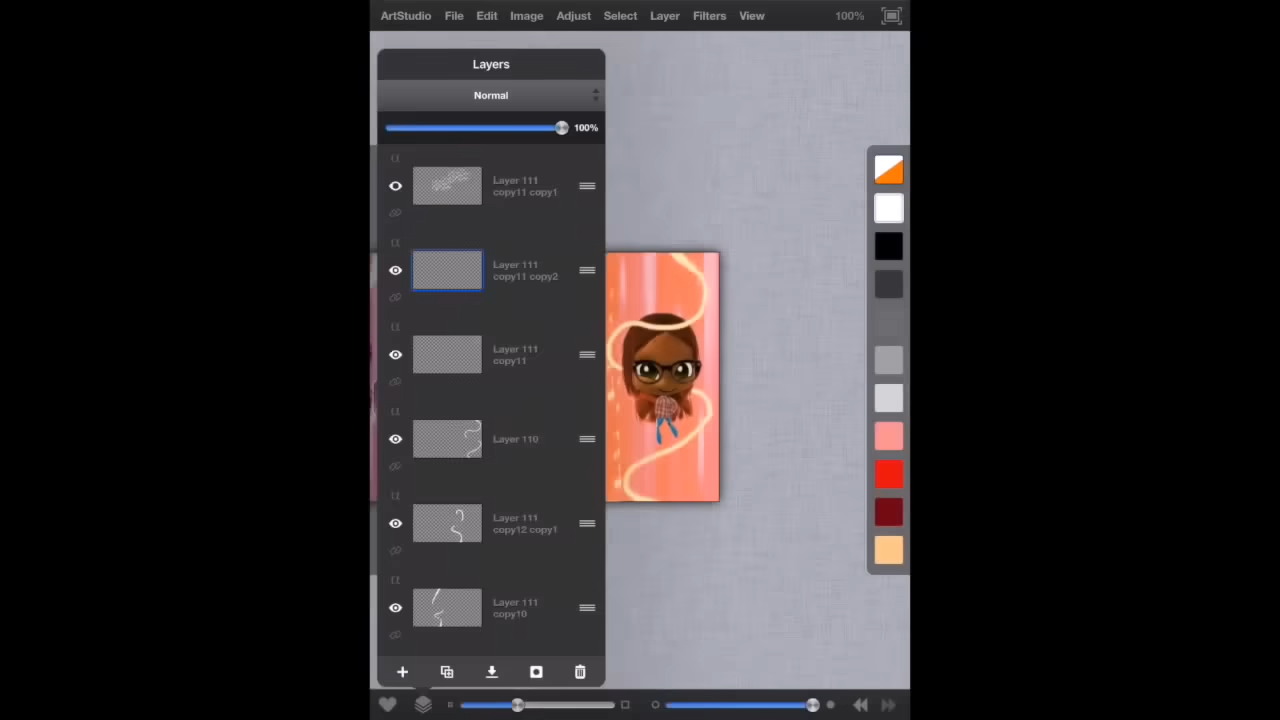 ArtStudio File Edit Image Adjust Select Layer Filters View 100%
Layers
Normal
100%
Layer 111
copy11 copy1
Layer 111
copy11 copy2
Layer 111
copy11
Layer 110
Layer 111
copy12 copy1
Layer 111
copy10